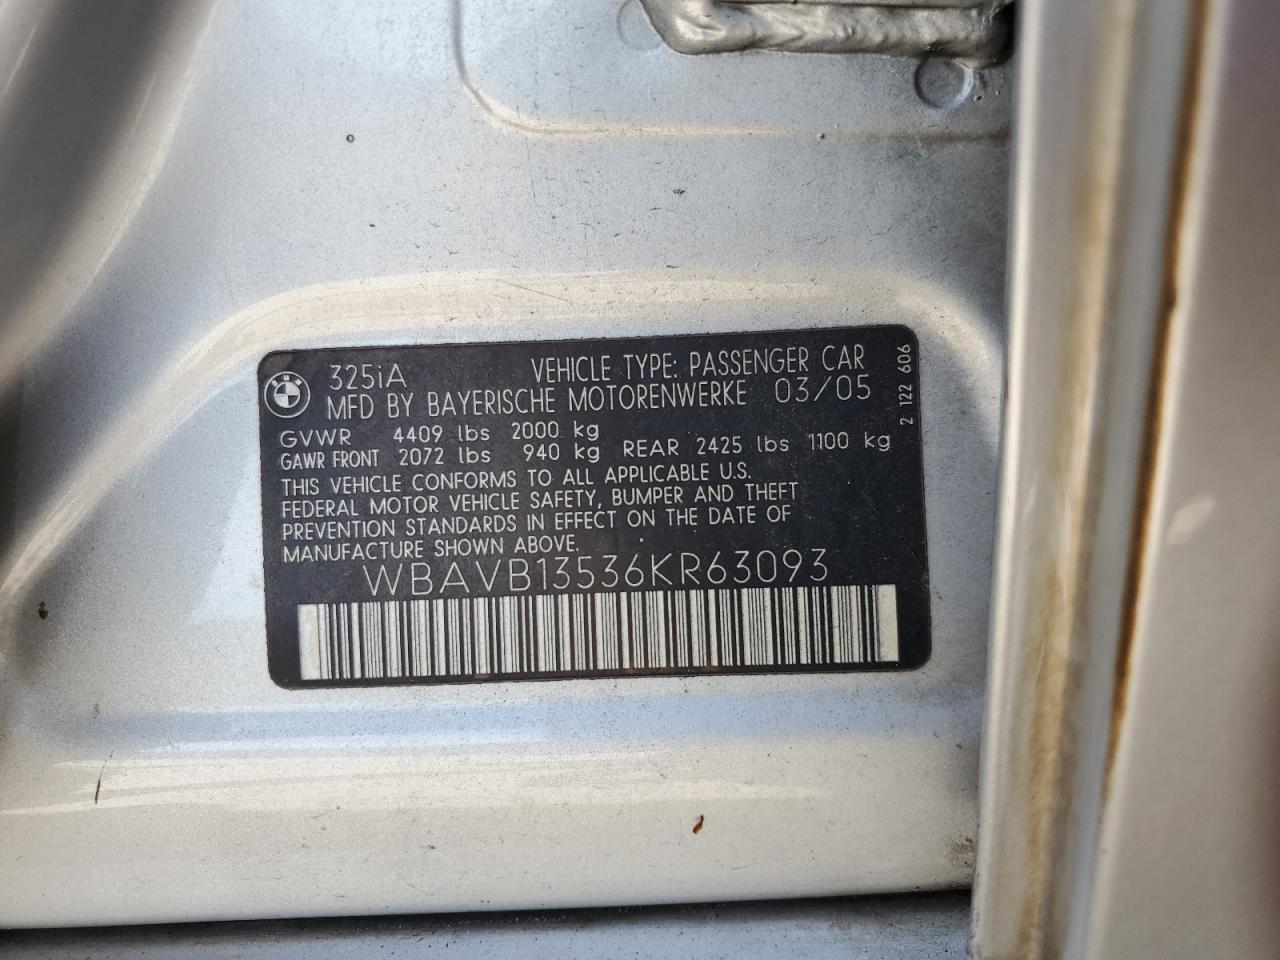 325iA VEHICLE TYPE: PASSENGER CAR
MFD BY BAYERISCHE MOTORENWERKE 03/05
GVWR 4409 lbs 2000 kg
GAWR FRONT 2072 lbs 940 kg REAR 2425 lbs 1100 kg
THIS VEHICLE CONFORMS TO ALL APPLICABLE U.S.
FEDERAL MOTOR VEHICLE SAFETY, BUMPER AND THEFT
PREVENTION STANDARDS IN EFFECT ON THE DATE OF
MANUFACTURE SHOWN ABOVE.
WBAVB13536KR63093
2 122 606